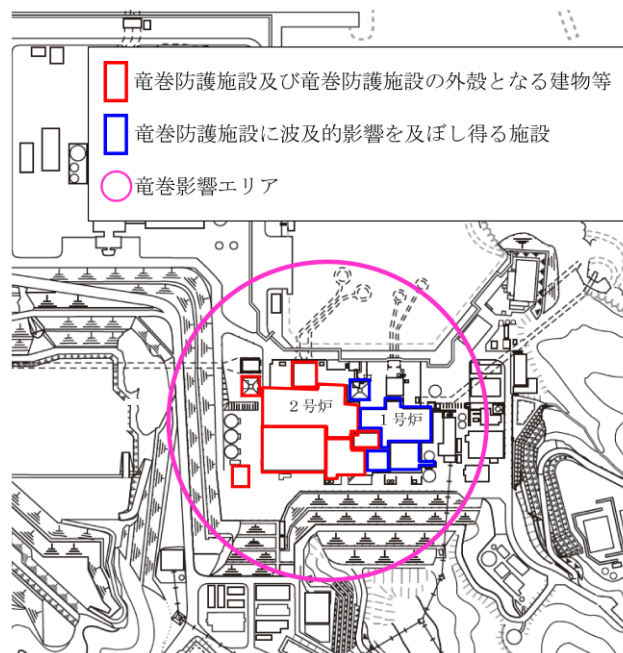 竜巻防護施設及び竜巻防護施設の外殻となる建物等
竜巻防護施設に波及的影響を及ぼし得る施設
竜巻影響エリア
2号炉
1号炉